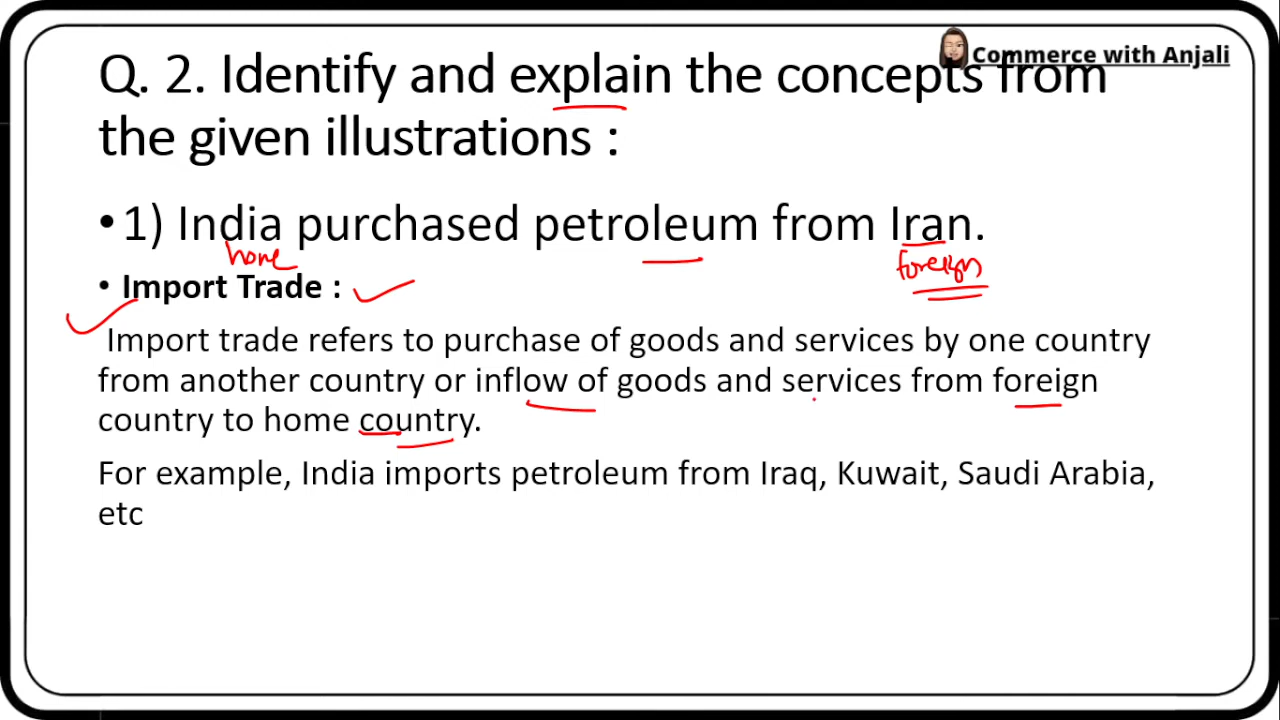 Commerce with Anjali
Q. 2. Identify and explain the concepts from
the given illustrations :
•1) India purchased petroleum from Iran.
home
foreign
• Import Trade :
Import trade refers to purchase of goods and services by one country
from another country or inflow of goods and services from foreign
country to home country.
For example, India imports petroleum from Iraq, Kuwait, Saudi Arabia,
etc